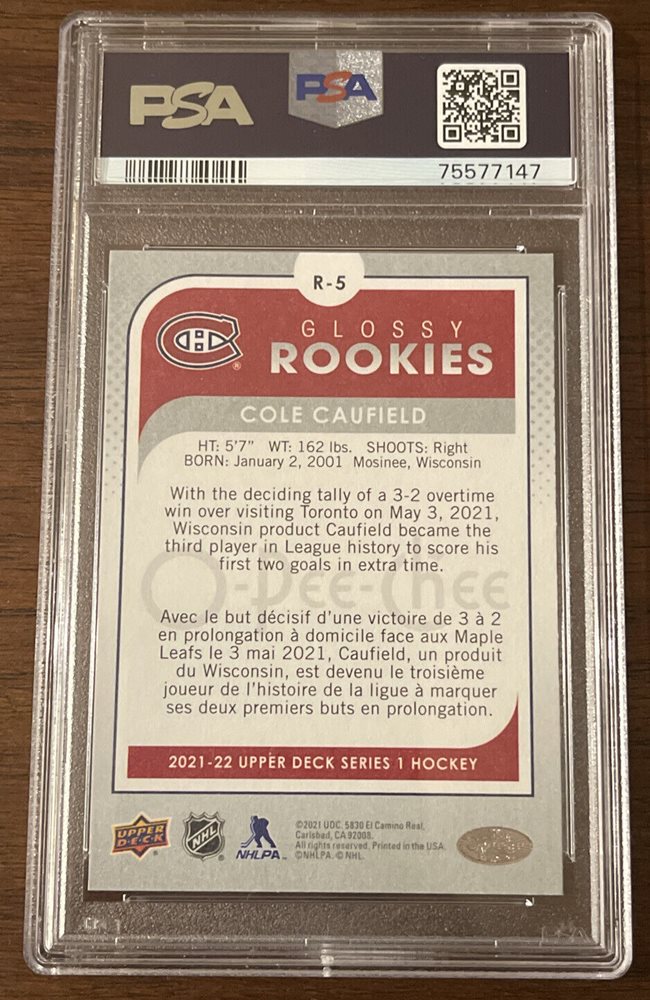 PSA
PSA
75577147
R-5
GLOSSY
ROOKIES
COLE CAUFIELD
HT: 5'7" WT: 162 lbs. SHOOTS: Right
BORN: January 2, 2001 Mosinee, Wisconsin
With the deciding tally of a 3-2 overtime
win over visiting Toronto on May 3, 2021,
Wisconsin product Caufield became the
third player in League history to score his
first two goals in extra time.
O-PEE-CHEE
Avec le but décisif d'une victoire de 3 à 2
en prolongation à domicile face aux Maple
Leafs le 3 mai 2021, Caufield, un produit
du Wisconsin, est devenu le troisième
joueur de l'histoire de la ligue à marquer
ses deux premiers buts en prolongation.
2021-22 UPPER DECK SERIES 1 HOCKEY
UPPER
DECK
NHL
NHLPA
©2021 UDC. 5830 El Camino Real,
Carlsbad, CA 92008.
All rights reserved. Printed in the USA.
©NHLPA. © NHL.